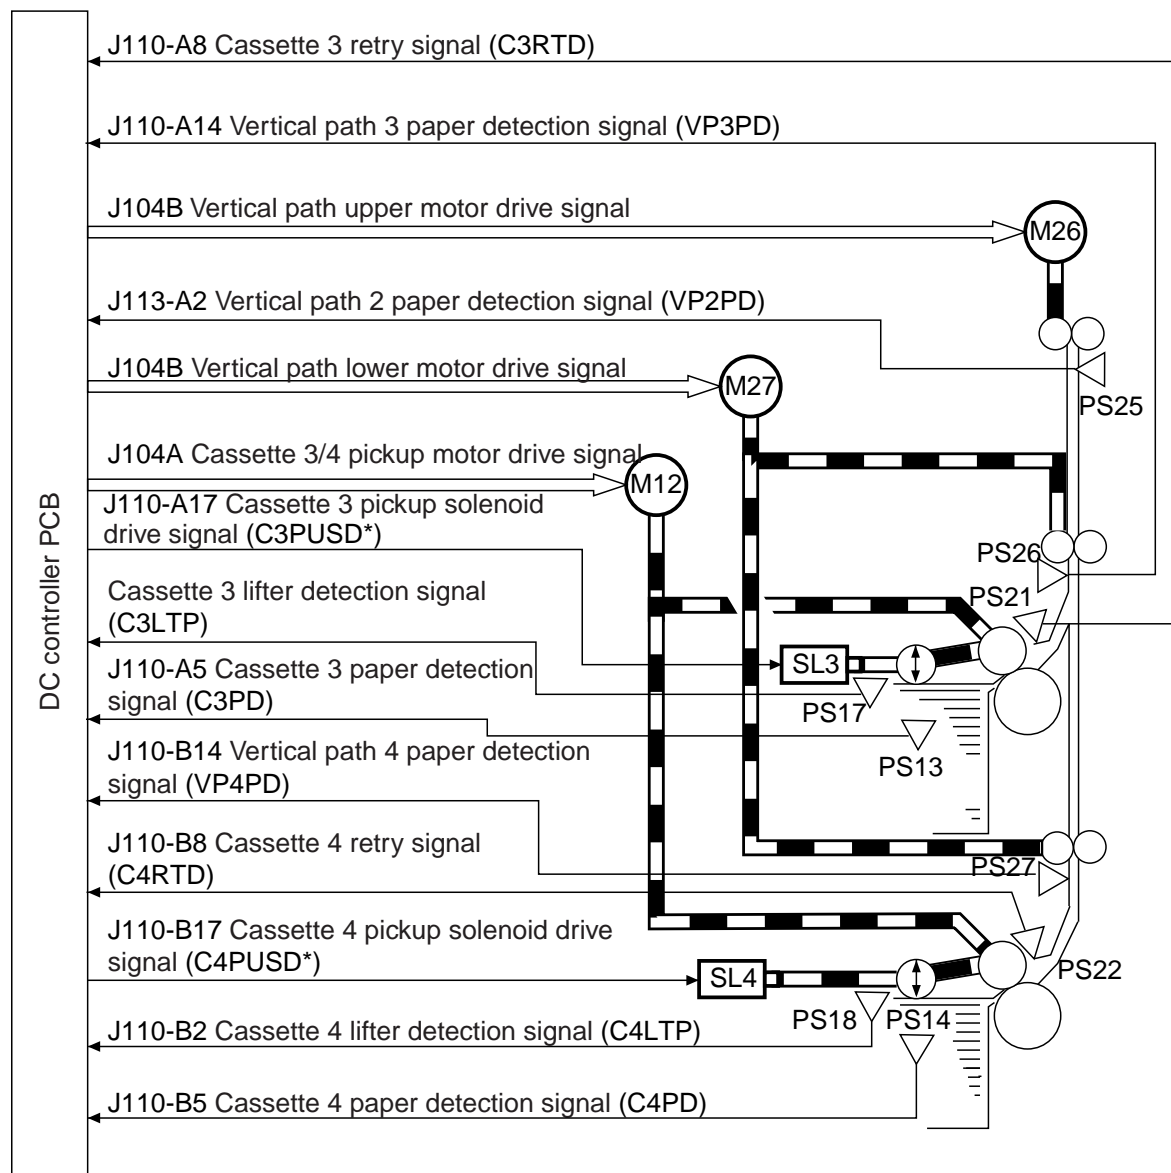 J110-A8 Cassette 3 retry signal (C3RTD)
J110-A14 Vertical path 3 paper detection signal (VP3PD)
J104B Vertical path upper motor drive signal
M26
J113-A2 Vertical path 2 paper detection signal (VP2PD)
J104B Vertical path lower motor drive signal
M27
PS25
J104A Cassette 3/4 pickup motor drive signal
M12
J110-A17 Cassette 3 pickup solenoid
drive signal (C3PUSD*)
PS26
DC controller PCB
Cassette 3 lifter detection signal
(C3LTP)
PS21
SL3
J110-A5 Cassette 3 paper detection
signal (C3PD)
PS17
PS13
J110-B14 Vertical path 4 paper detection
signal (VP4PD)
J110-B8 Cassette 4 retry signal
(C4RTD)
PS27
J110-B17 Cassette 4 pickup solenoid drive
signal (C4PUSD*)
SL4
PS22
PS18
PS14
J110-B2 Cassette 4 lifter detection signal (C4LTP)
J110-B5 Cassette 4 paper detection signal (C4PD)